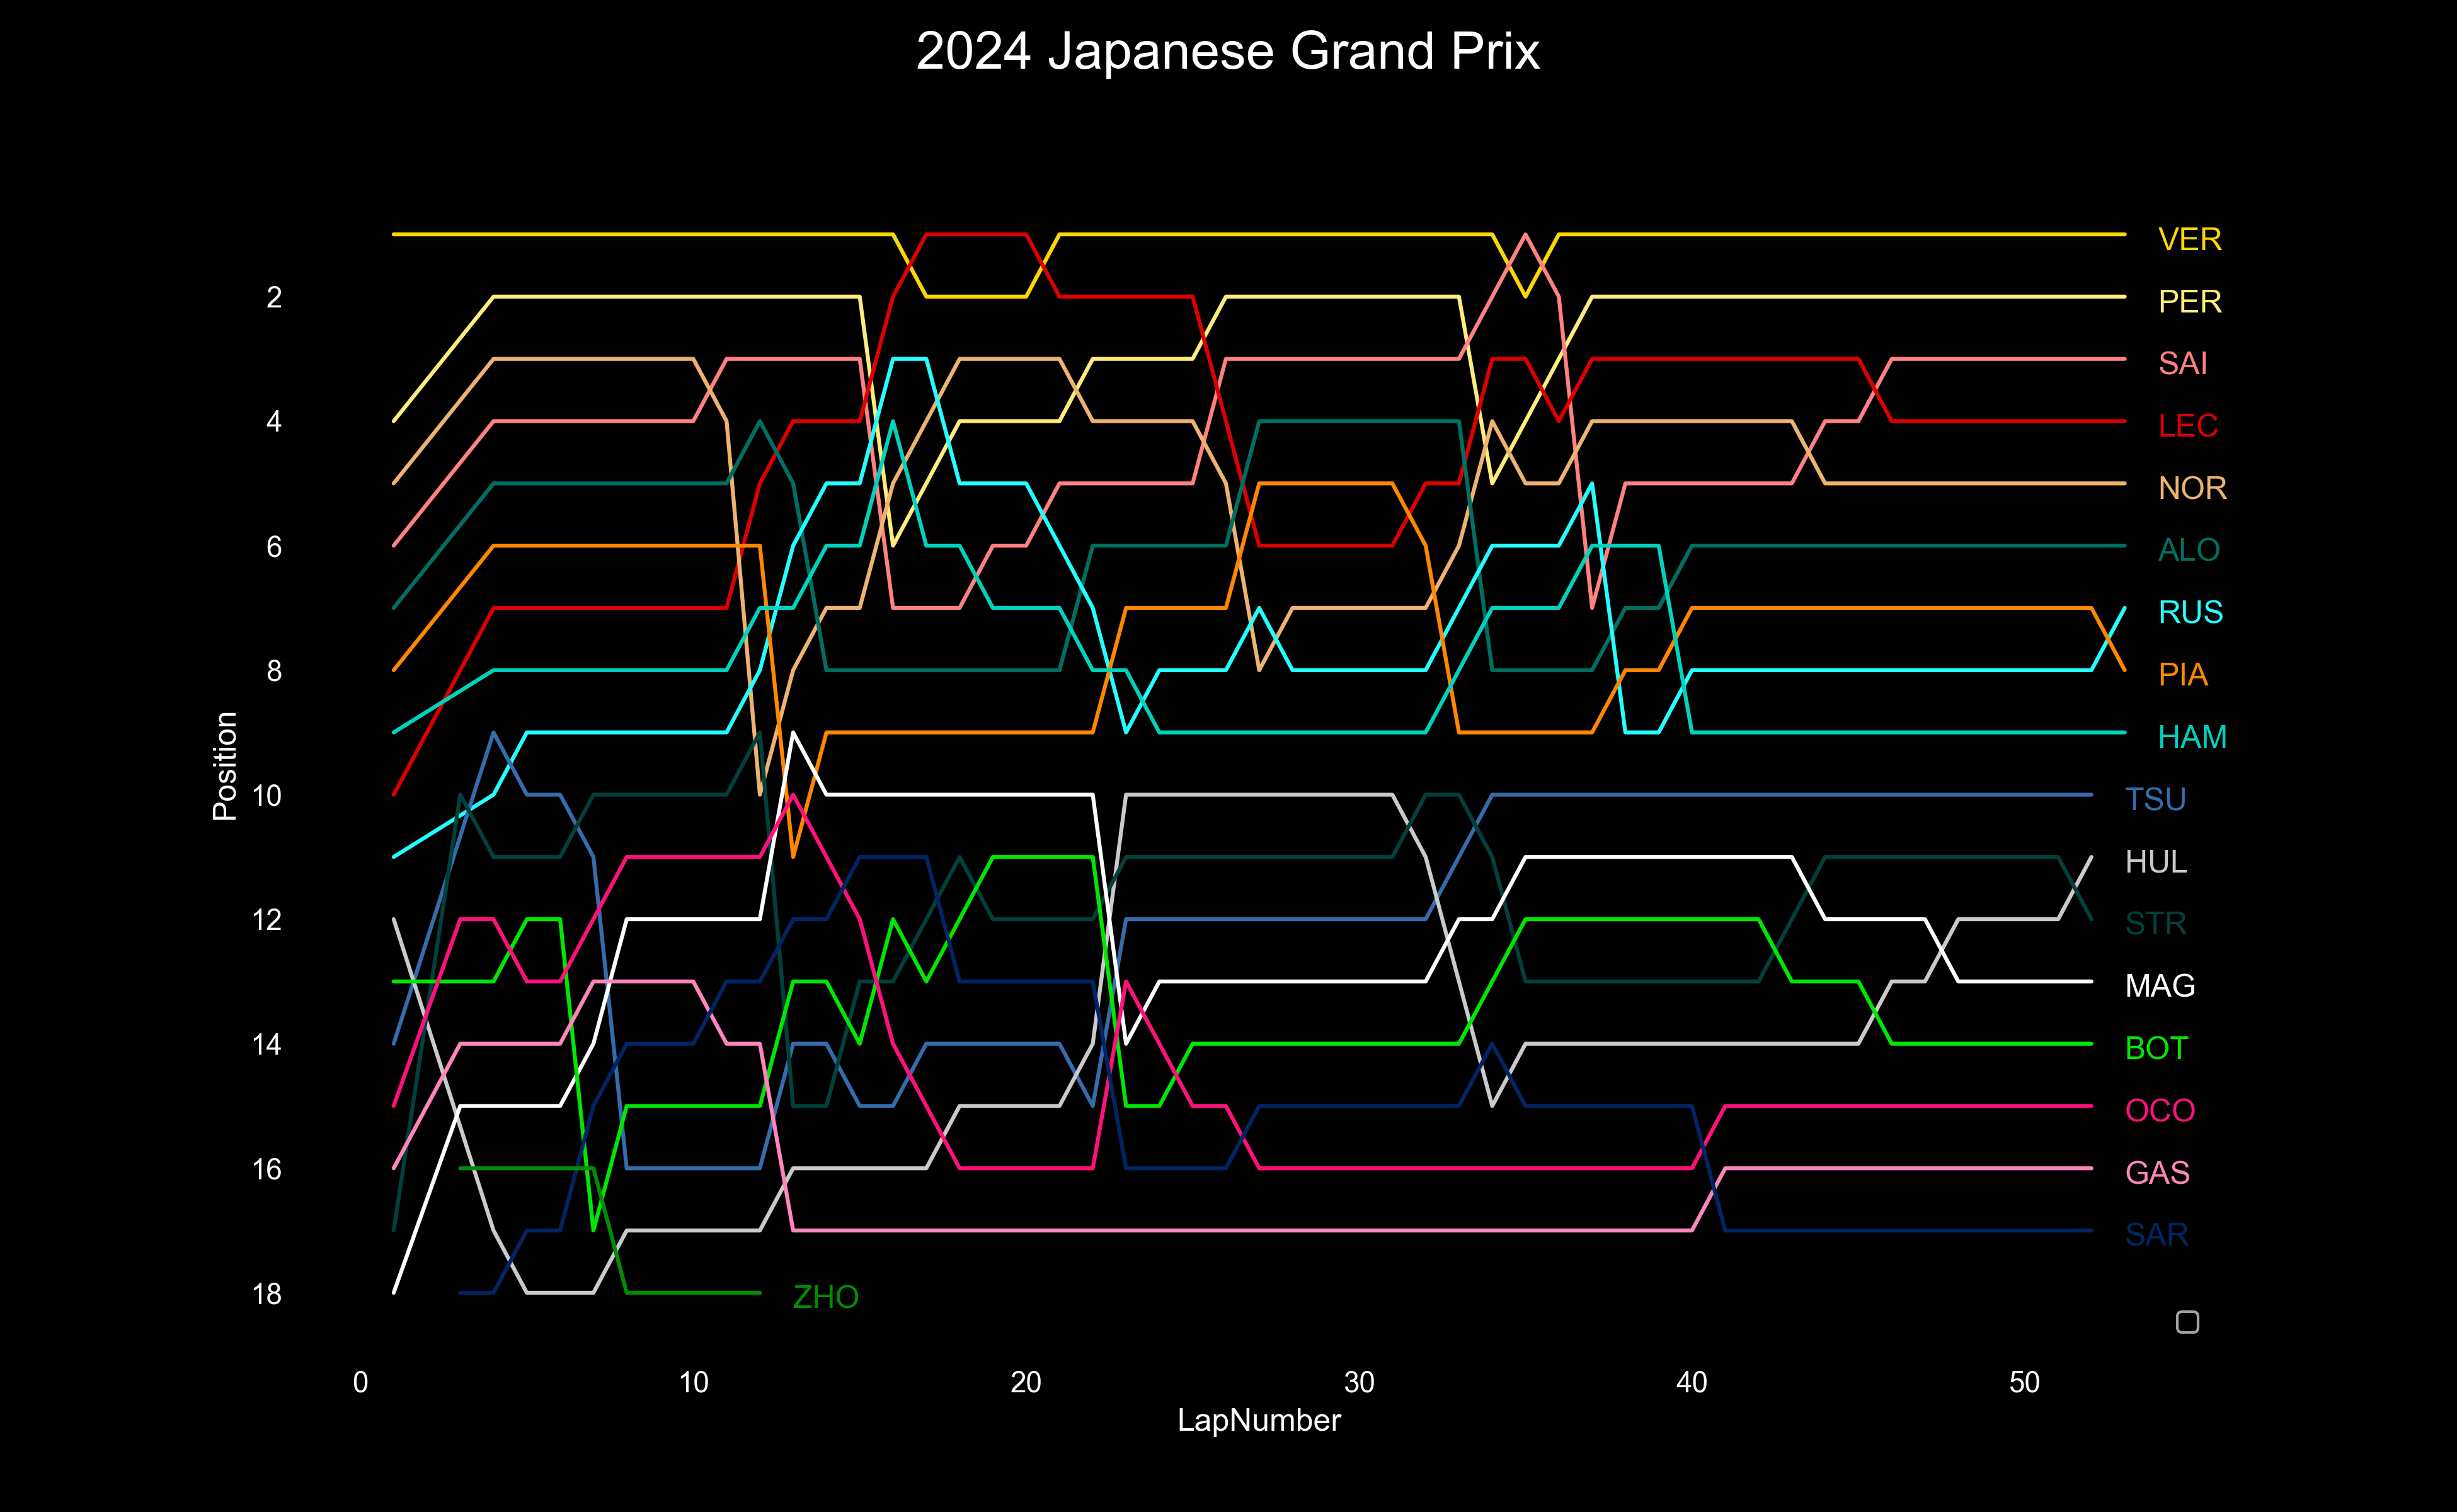 2024 Japanese Grand Prix
VER
2
PER
SAI
4
LEC
NOR
6
ALO
RUS
8
PIA
HAM
Position
10
TSU
HUL
12
STR
MAG
14
BOT
OCO
16
GAS
SAR
18
ZHO
0 10 20 30 40 50
LapNumber